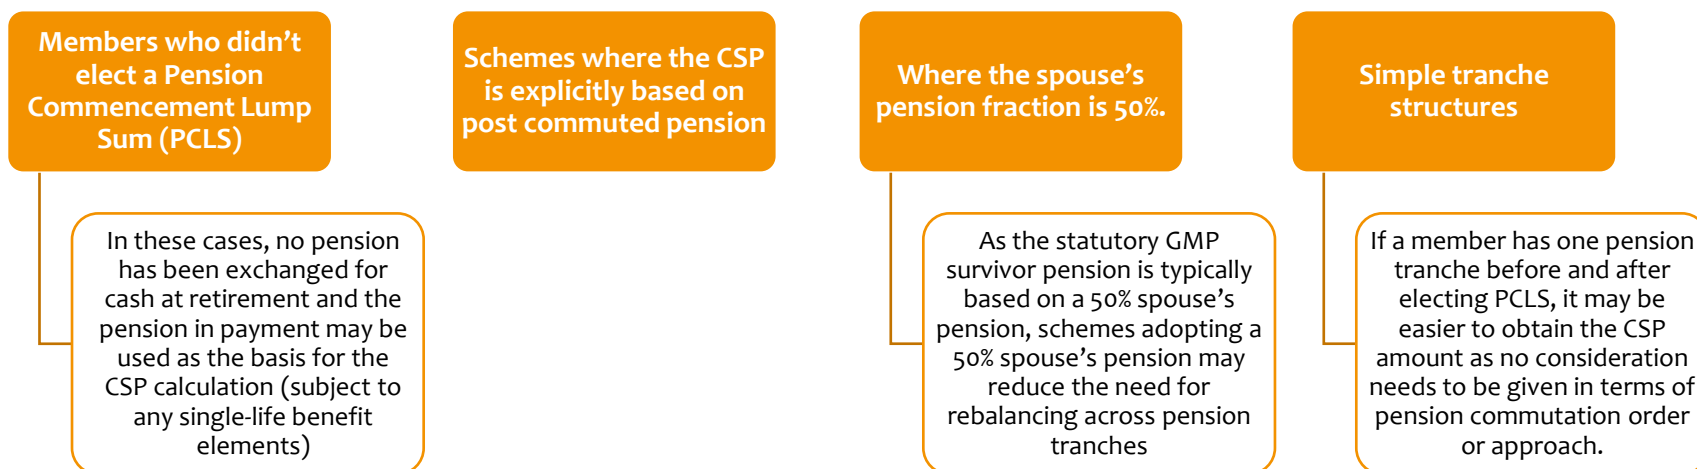 Members who didn’t
elect a Pension
Commencement Lump
Sum (PCLS)
In these cases, no pension
has been exchanged for
cash at retirement and the
pension in payment may be
used as the basis for the
CSP calculation (subject to
any single-life benefit
elements)
Schemes where the CSP
is explicitly based on
post commuted pension
Where the spouse’s
pension fraction is 50%.
As the statutory GMP
survivor pension is typically
based on a 50% spouse’s
pension, schemes adopting a
50% spouse’s pension may
reduce the need for
rebalancing across pension
tranches
Simple tranche
structures
If a member has one pension
tranche before and after
electing PCLS, it may be
easier to obtain the CSP
amount as no consideration
needs to be given in terms of
pension commutation order
or approach.